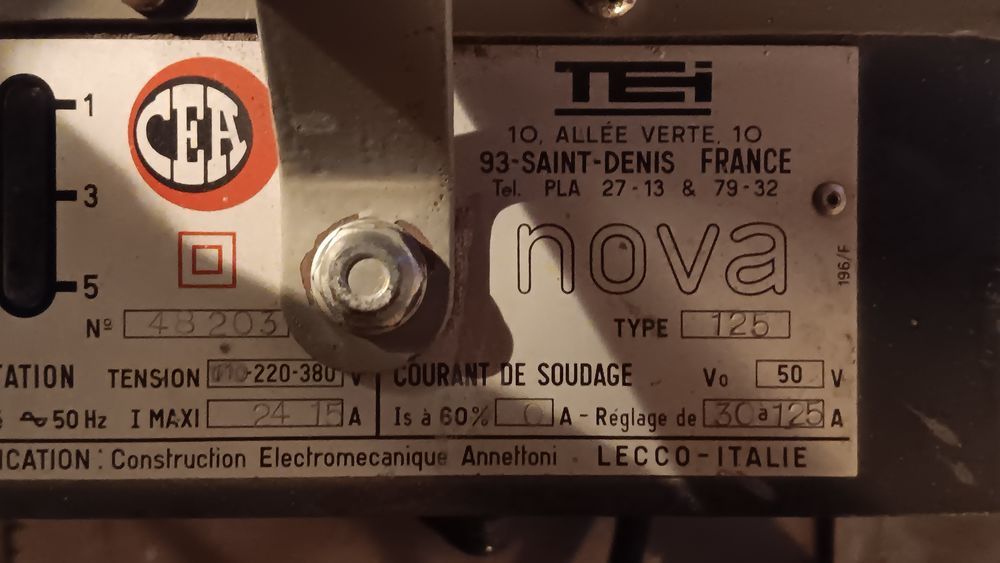 1
3
5
CEA
TEi
10, ALLÉE VERTE, 10
93-SAINT-DENIS FRANCE
Tel. PLA 27-13 & 79-32
nova
196/F
Nº 48203
TYPE 125
TATION TENSION -220-380 V
COURANT DE SOUDAGE Vo 50 V
50 Hz I MAXI 24 15 A
Is à 60% 0 A - Réglage de 30 à 125 A
ICATION : Construction Electromecanique Annettoni - LECCO-ITALIE